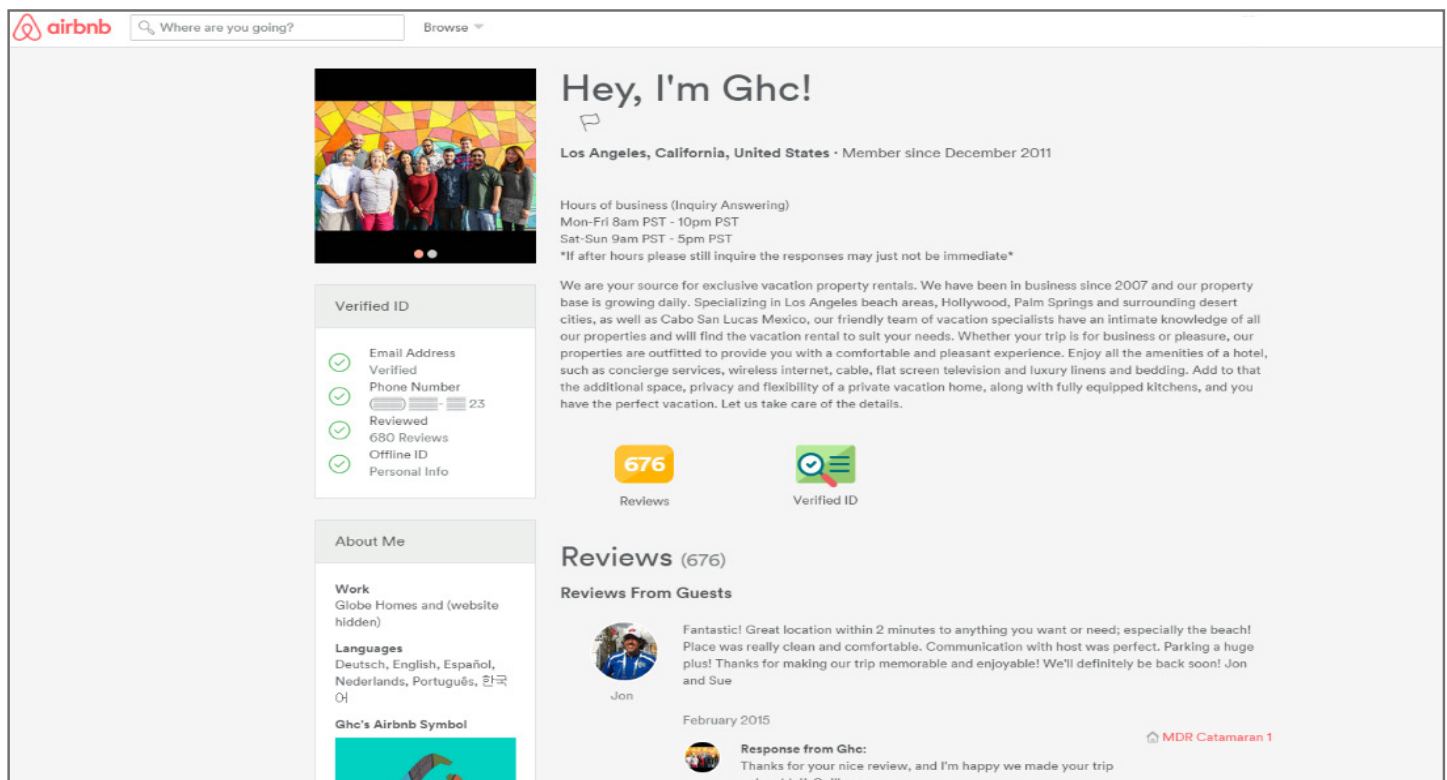 airbnb
Where are you going?
Browse
Hey, I'm Ghc!
Los Angeles, California, United States · Member since December 2011
Hours of business (Inquiry Answering)
Mon-Fri 8am PST - 10pm PST
Sat-Sun 9am PST - 5pm PST
*If after hours please still inquire the responses may just not be immediate*
We are your source for exclusive vacation property rentals. We have been in business since 2007 and our property
base is growing daily. Specializing in Los Angeles beach areas, Hollywood, Palm Springs and surrounding desert
cities, as well as Cabo San Lucas Mexico, our friendly team of vacation specialists have an intimate knowledge of all
our properties and will find the vacation rental to suit your needs. Whether your trip is for business or pleasure, our
properties are outfitted to provide you with a comfortable and pleasant experience. Enjoy all the amenities of a hotel,
such as concierge services, wireless internet, cable, flat screen television and luxury linens and bedding. Add to that
the additional space, privacy and flexibility of a private vacation home, along with fully equipped kitchens, and you
have the perfect vacation. Let us take care of the details.
Verified ID
Email Address
Verified
Phone Number
23
Reviewed
680 Reviews
Offline ID
Personal Info
676
Reviews
Verified ID
About Me
Work
Globe Homes and (website
hidden)
Languages
Deutsch, English, Español,
Nederlands, Português, 한국
어
Ghc's Airbnb Symbol
Reviews (676)
Reviews From Guests
Fantastic! Great location within 2 minutes to anything you want or need; especially the beach!
Place was really clean and comfortable. Communication with host was perfect. Parking a huge
plus! Thanks for making our trip memorable and enjoyable! We'll definitely be back soon! Jon
and Sue
Jon
February 2015
MDR Catamaran 1
Response from Ghc:
Thanks for your nice review, and I'm happy we made your trip